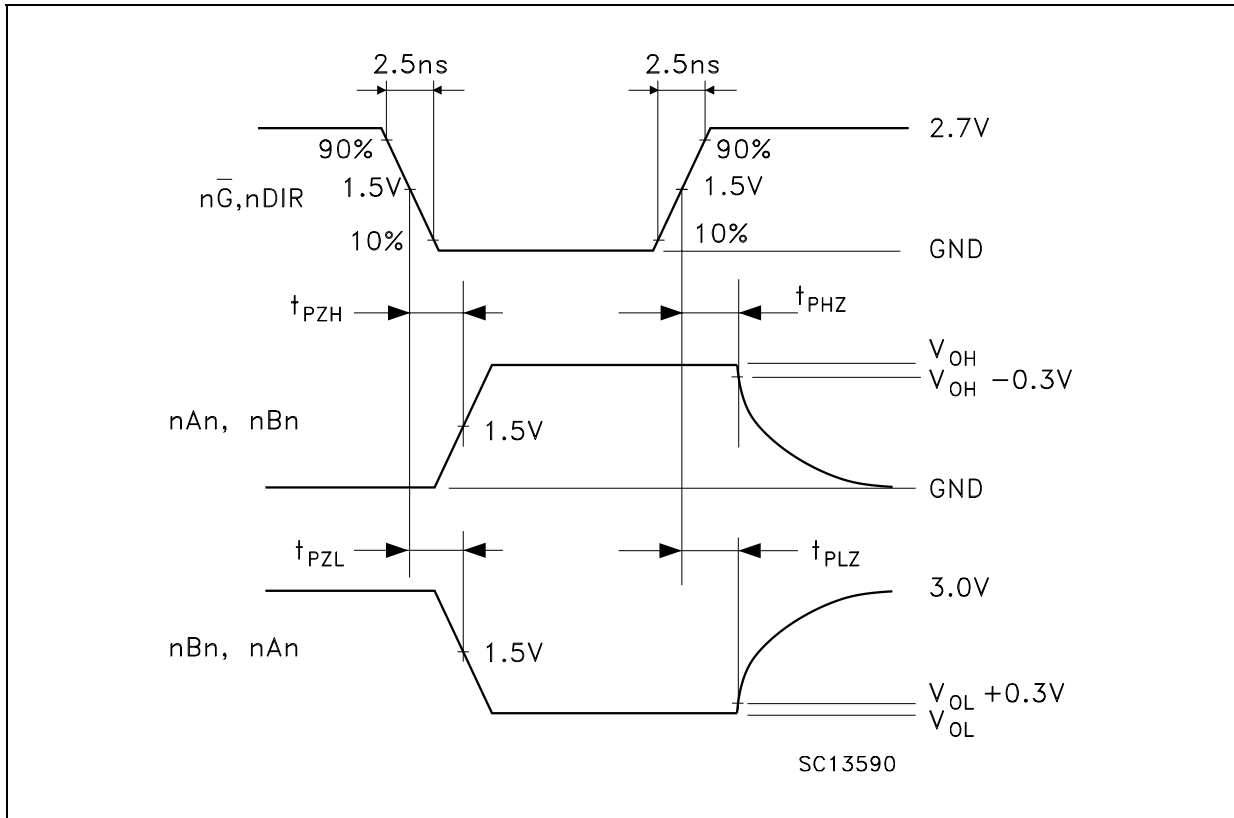 2.5ns 2.5ns
2.7V
90% 90%
nG̅,nDIR 1.5V 1.5V
10% 10%
GND
tPZH tPHZ
VOH
VOH −0.3V
nAn, nBn 1.5V
GND
tPZL tPLZ
3.0V
nBn, nAn 1.5V
VOL +0.3V
VOL
SC13590